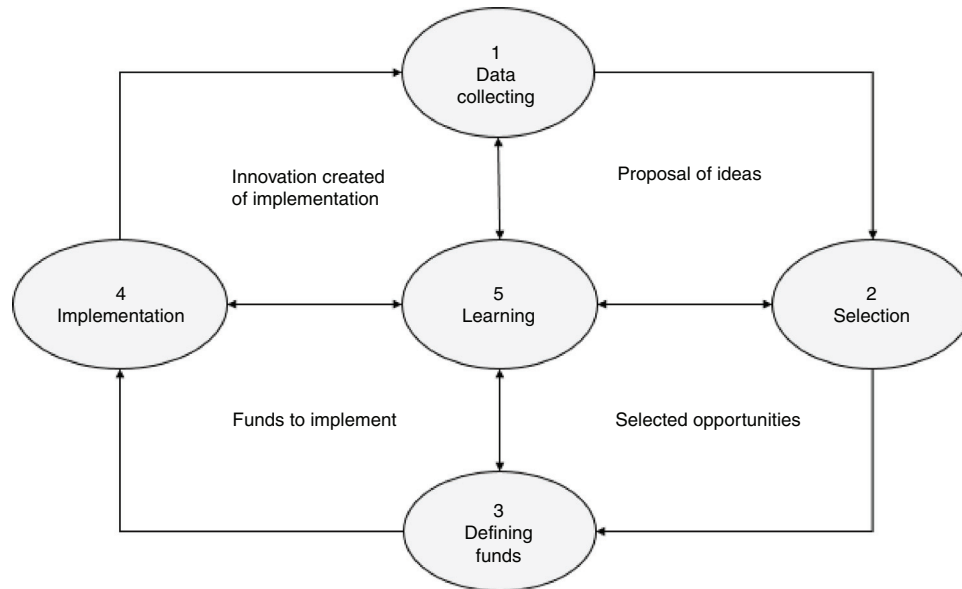 1
Data
collecting
Innovation created
of implementation
Proposal of ideas
4
Implementation
5
Learning
2
Selection
Funds to implement
Selected opportunities
3
Defining
funds